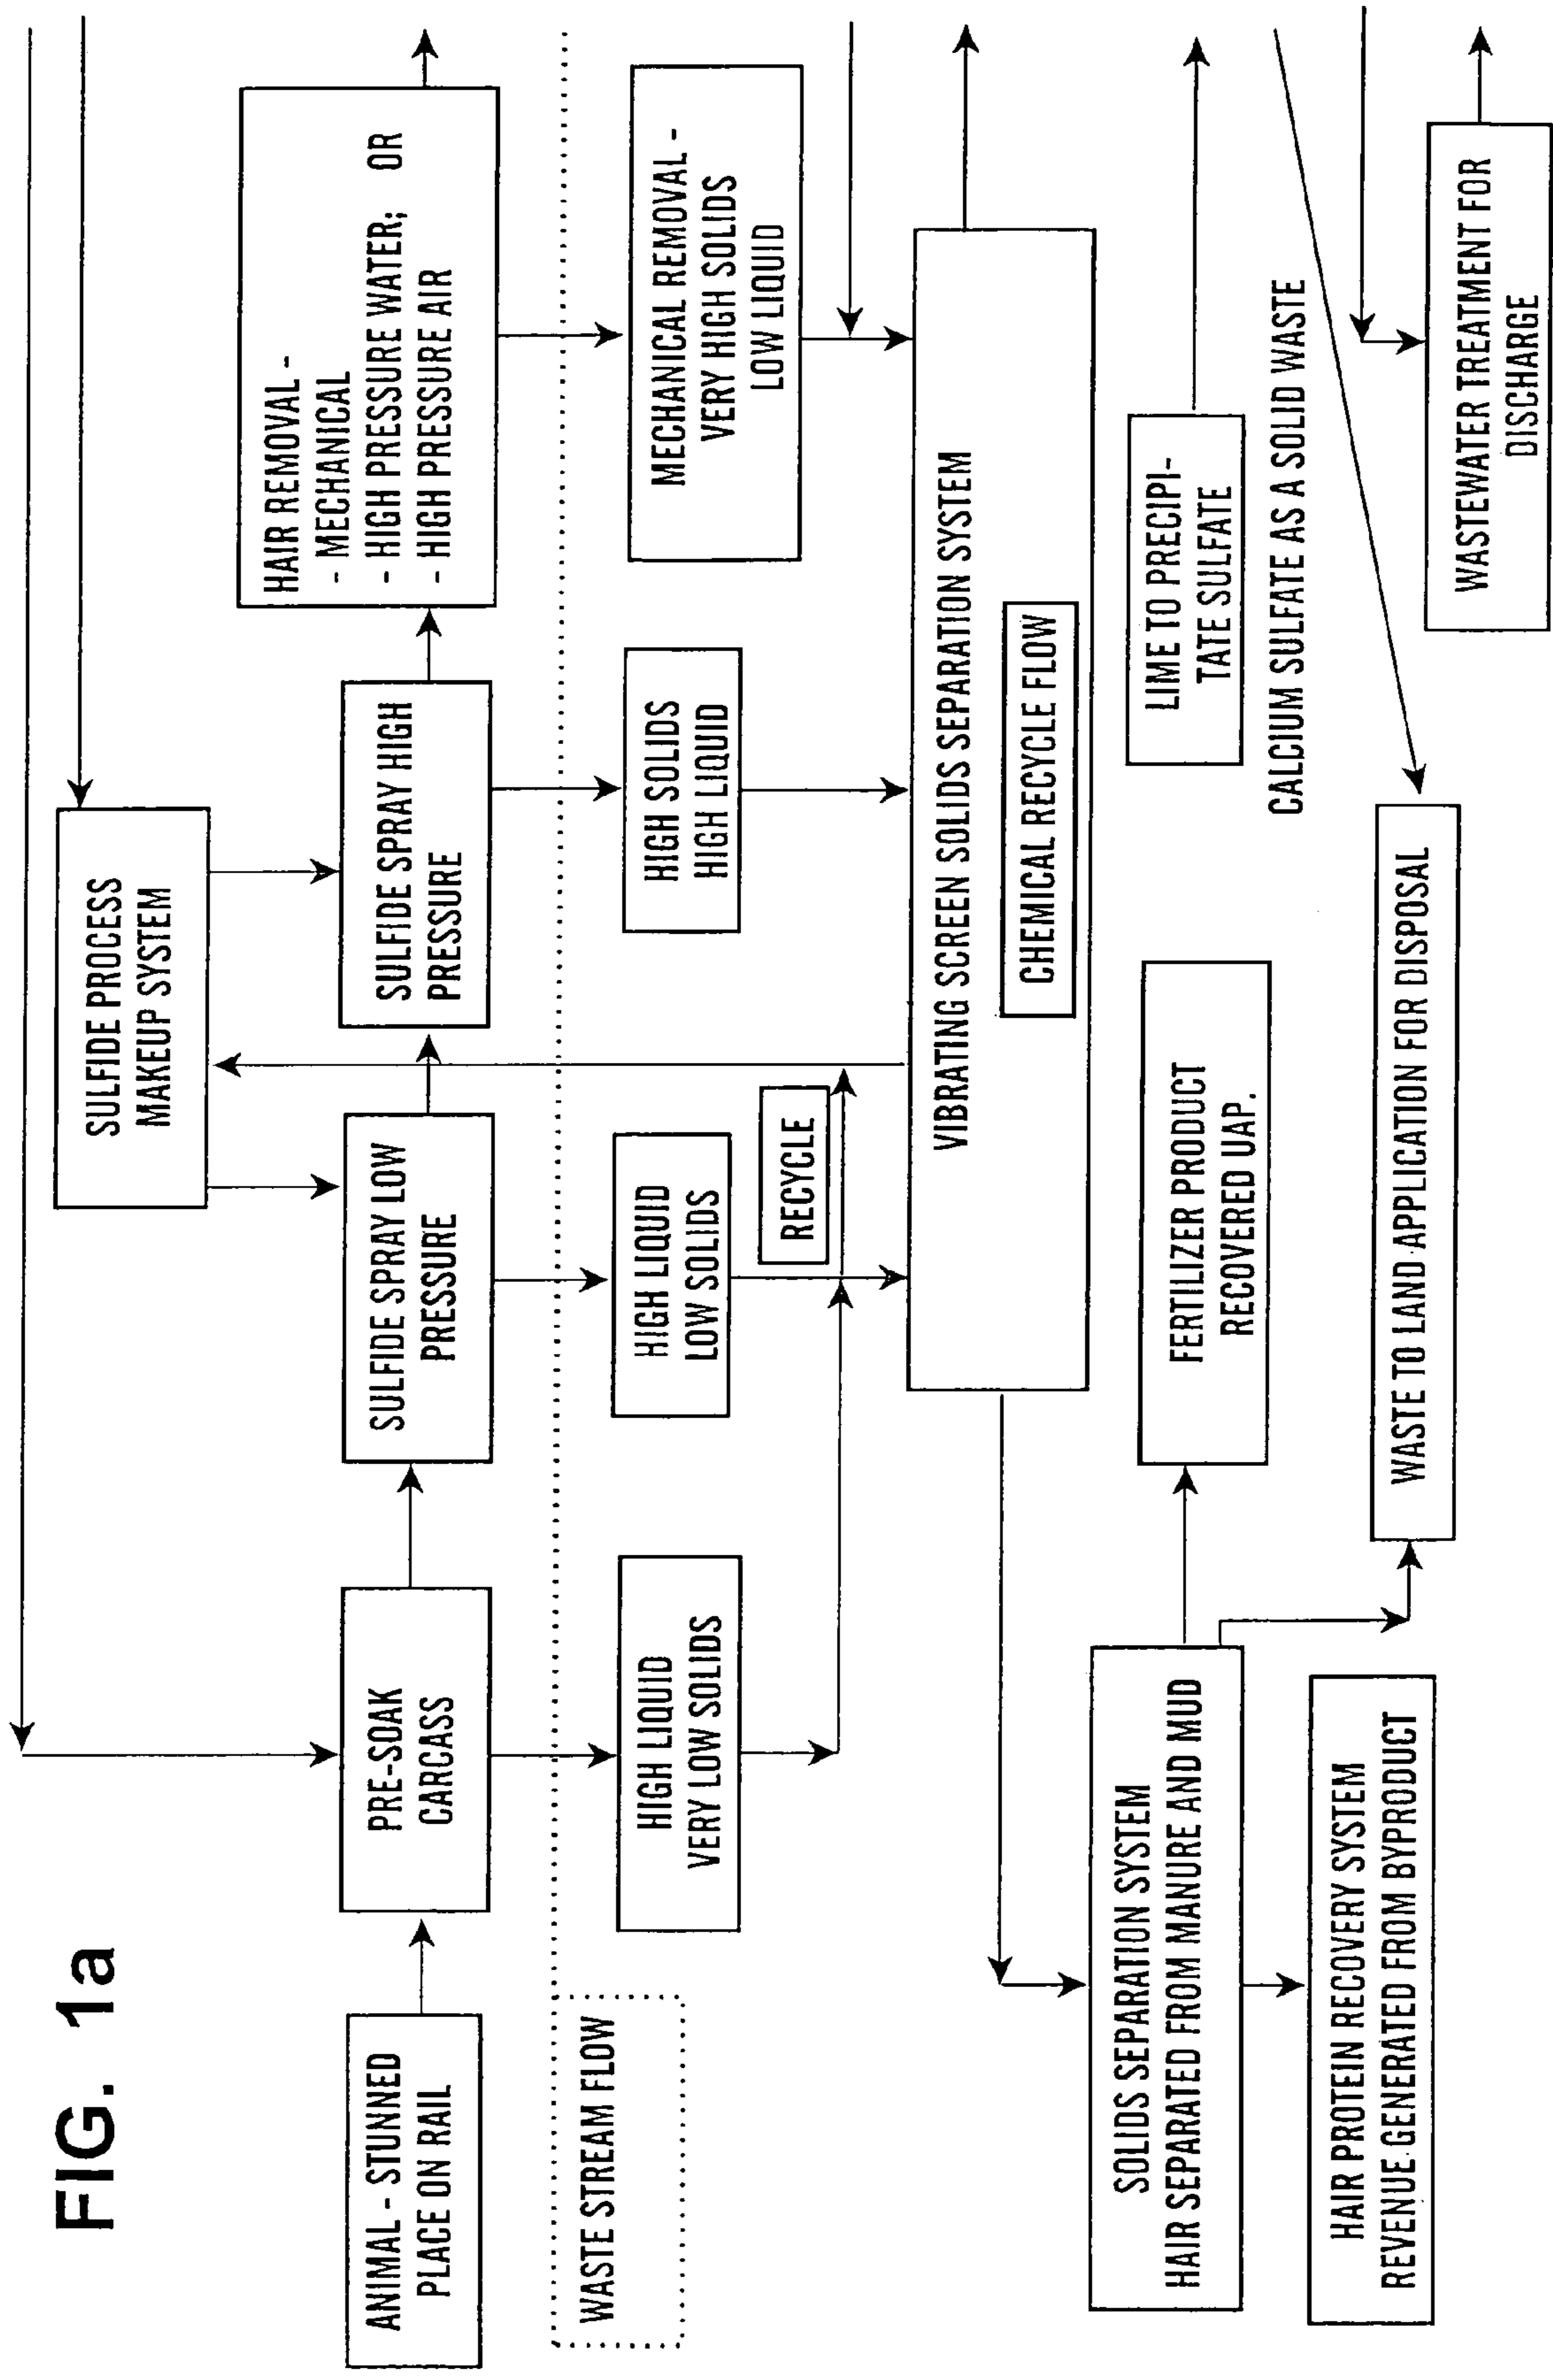 FIG. 1a
SULFIDE PROCESS
MAKEUP SYSTEM
ANIMAL - STUNNED
PLACE ON RAIL
PRE-SOAK
CARCASS
SULFIDE SPRAY LOW
PRESSURE
SULFIDE SPRAY HIGH
PRESSURE
HAIR REMOVAL -
- MECHANICAL
- HIGH PRESSURE WATER; OR
- HIGH PRESSURE AIR
WASTE STREAM FLOW
HIGH LIQUID
VERY LOW SOLIDS
HIGH LIQUID
LOW SOLIDS
HIGH SOLIDS
HIGH LIQUID
MECHANICAL REMOVAL -
VERY HIGH SOLIDS
LOW LIQUID
RECYCLE
VIBRATING SCREEN SOLIDS SEPARATION SYSTEM
CHEMICAL RECYCLE FLOW
SOLIDS SEPARATION SYSTEM
HAIR SEPARATED FROM MANURE AND MUD
FERTILIZER PRODUCT
RECOVERED UAP.
LIME TO PRECIPI-
TATE SULFATE
CALCIUM SULFATE AS A SOLID WASTE
HAIR PROTEIN RECOVERY SYSTEM
REVENUE GENERATED FROM BYPRODUCT
WASTE TO LAND APPLICATION FOR DISPOSAL
WASTEWATER TREATMENT FOR
DISCHARGE